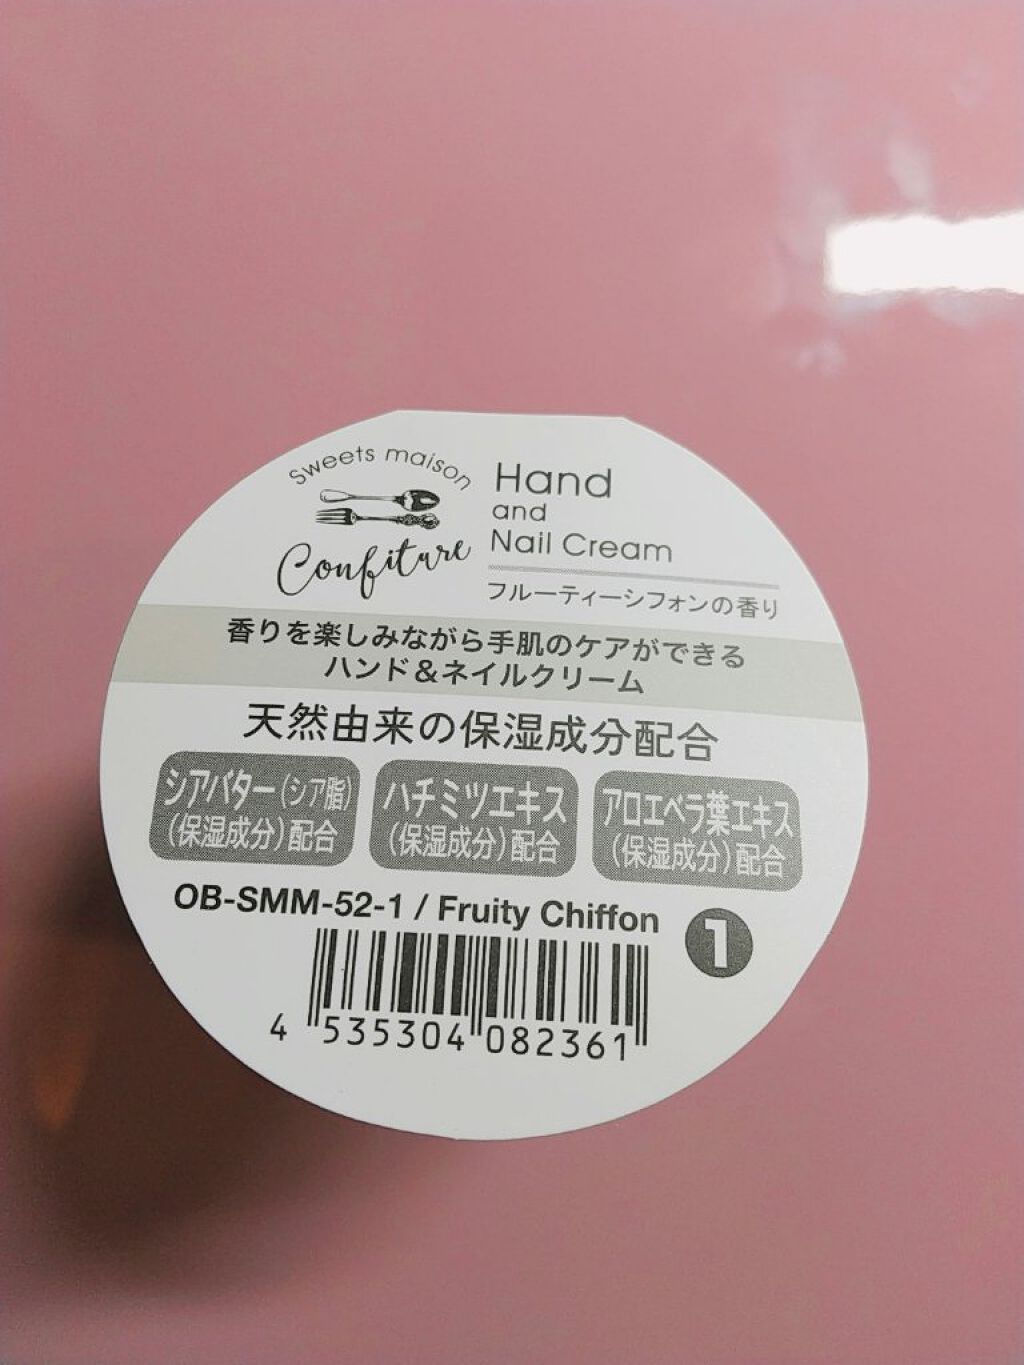 Sweets maison
Confiture
Hand
and
Nail Cream
フルーティーシフォンの香り
香りを楽しみながら手肌のケアができる
ハンド&ネイルクリーム
天然由来の保湿成分配合
シアバター(シア脂)
(保湿成分)配合
ハチミツエキス
(保湿成分)配合
アロエベラ葉エキス
(保湿成分)配合
OB-SMM-52-1 / Fruity Chiffon
1
4 535304 082361